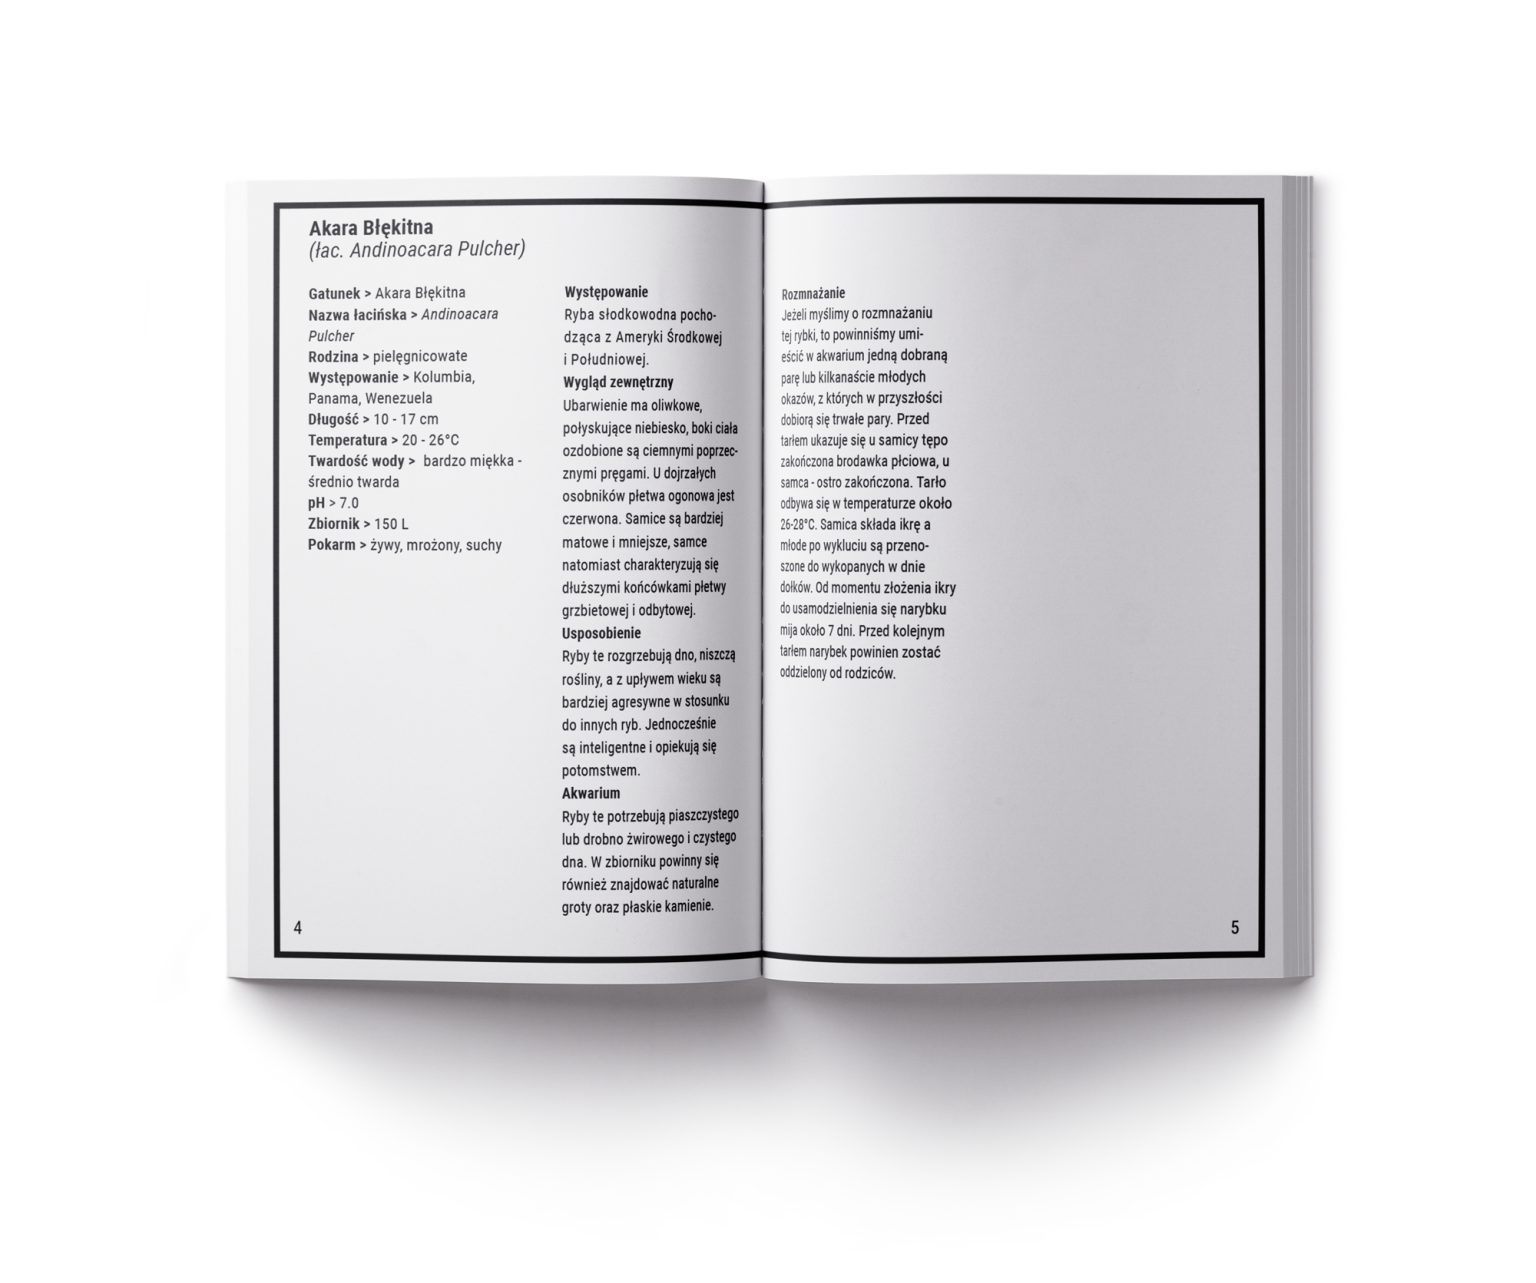 Akara Błękitna
(łac. Andinoacara Pulcher)
Gatunek > Akara Błękitna
Nazwa łacińska > Andinoacara
Pulcher
Rodzina > pielęgnicowate
Występowanie > Kolumbia,
Panama, Wenezuela
Długość > 10 - 17 cm
Temperatura > 20 - 26°C
Twardość wody > bardzo miękka -
średnio twarda
pH > 7.0
Zbiornik > 150 L
Pokarm > żywy, mrożony, suchy
Występowanie
Ryba słodkowodna pocho-
dząca z Ameryki Środkowej
i Południowej.
Wygląd zewnętrzny
Ubarwienie ma oliwkowe,
połyskujące niebiesko, boki ciała
ozdobione są ciemnymi poprzec-
znymi pręgami. U dojrzałych
osobników płetwa ogonowa jest
czerwona. Samice są bardziej
matowe i mniejsze, samce
natomiast charakteryzują się
dłuższymi końcówkami płetwy
grzbietowej i odbytowej.
Usposobienie
Ryby te rozgrzebują dno, niszczą
rośliny, a z upływem wieku są
bardziej agresywne w stosunku
do innych ryb. Jednocześnie
są inteligentne i opiekują się
potomstwem.
Akwarium
Ryby te potrzebują piaszczystego
lub drobno żwirowego i czystego
dna. W zbiorniku powinny się
również znajdować naturalne
groty oraz płaskie kamienie.
4
Rozmnażanie
Jeżeli myślimy o rozmnażaniu
tej rybki, to powinniśmy umi-
eścić w akwarium jedną dobraną
parę lub kilkanaście młodych
okazów, z których w przyszłości
dobiorą się trwałe pary. Przed
tarłem ukazuje się u samicy tępo
zakończona brodawka płciowa, u
samca - ostro zakończona. Tarło
odbywa się w temperaturze około
26-28°C. Samica składa ikrę a
młode po wykluciu są przeno-
szone do wykopanych w dnie
dołków. Od momentu złożenia ikry
do usamodzielnienia się narybku
mija około 7 dni. Przed kolejnym
tarłem narybek powinien zostać
oddzielony od rodziców.
5